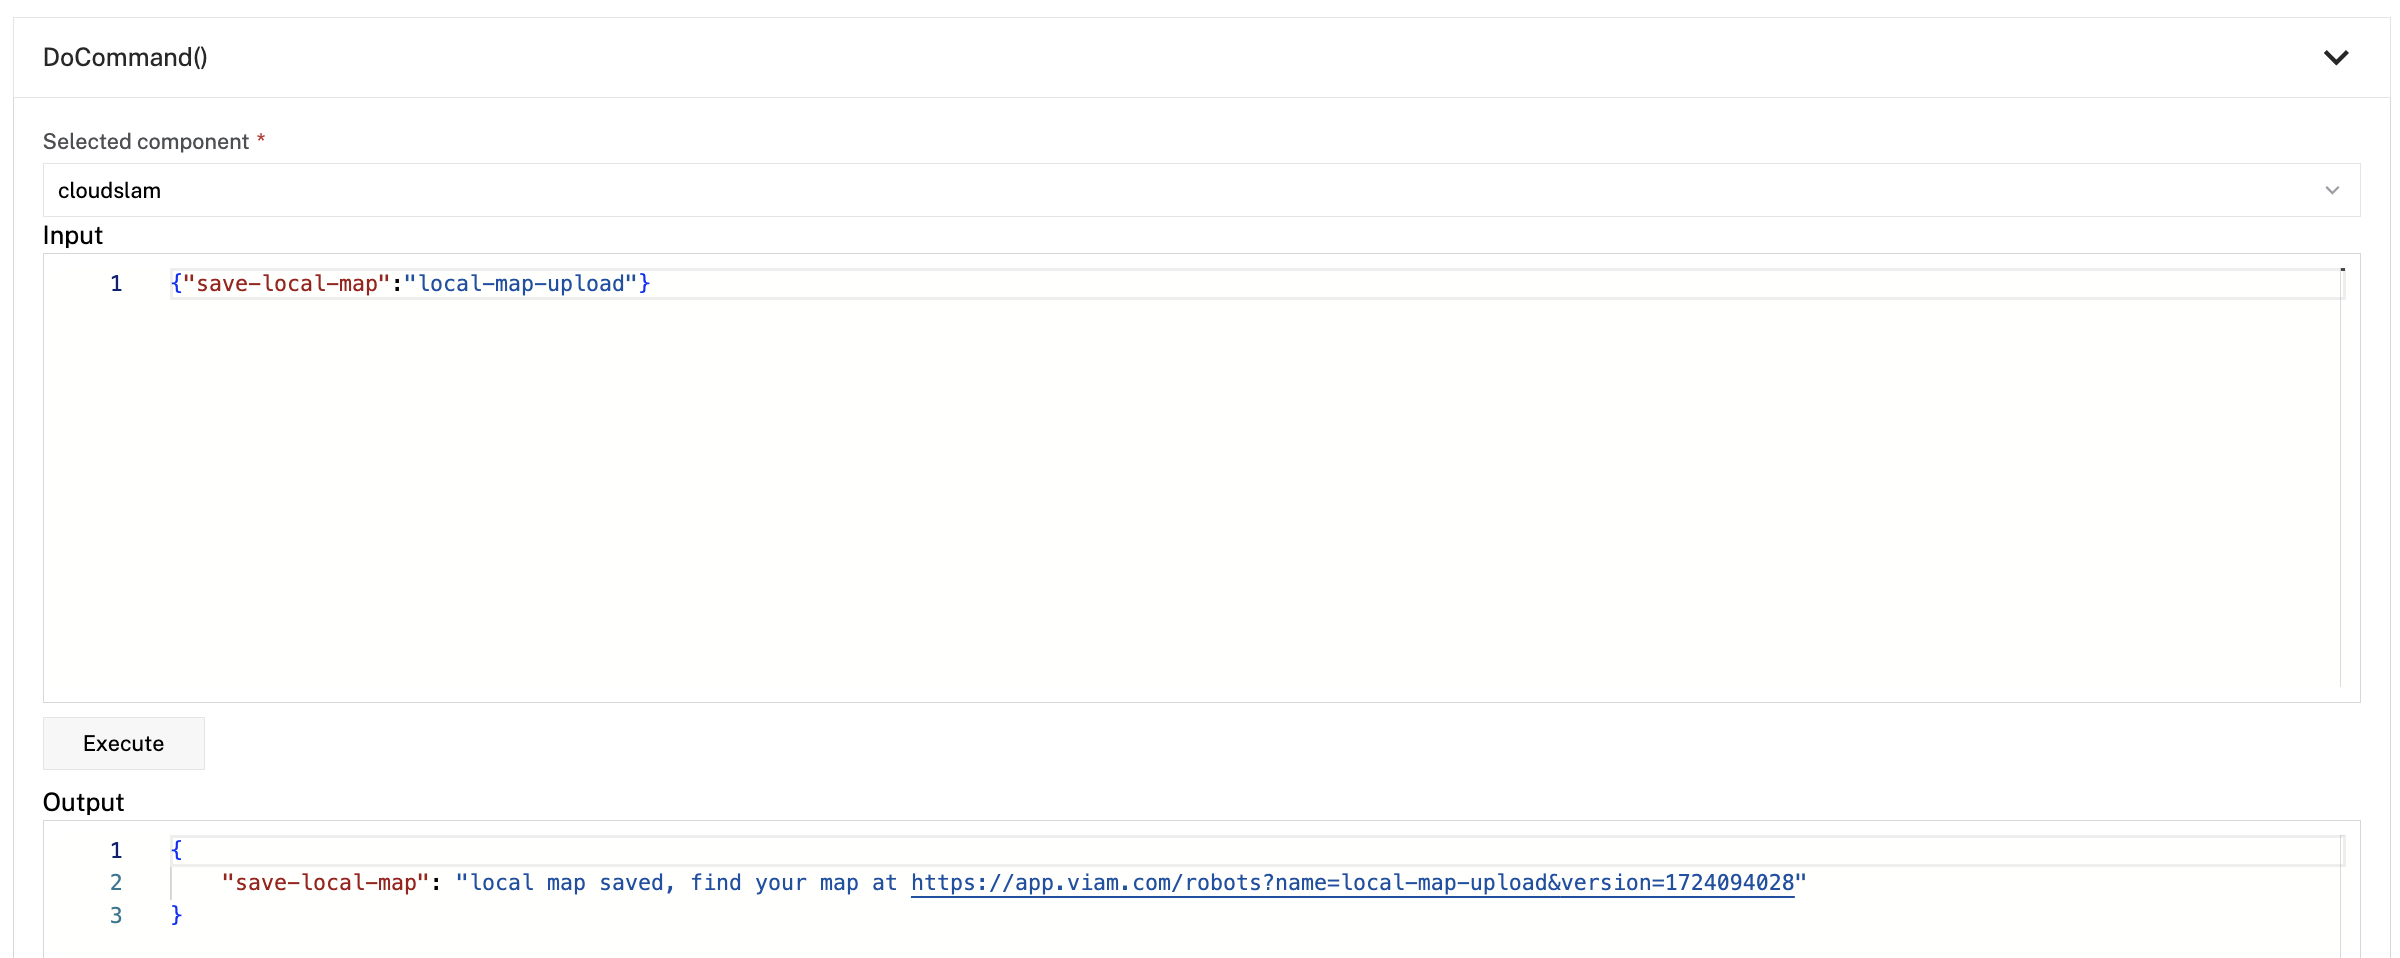 DoCommand()
Selected component *
cloudslam
Input
1 {"save-local-map":"local-map-upload"}
Execute
Output
1 {
2 "save-local-map": "local map saved, find your map at https://app.viam.com/robots?name=local-map-upload&version=1724094028"
3 }